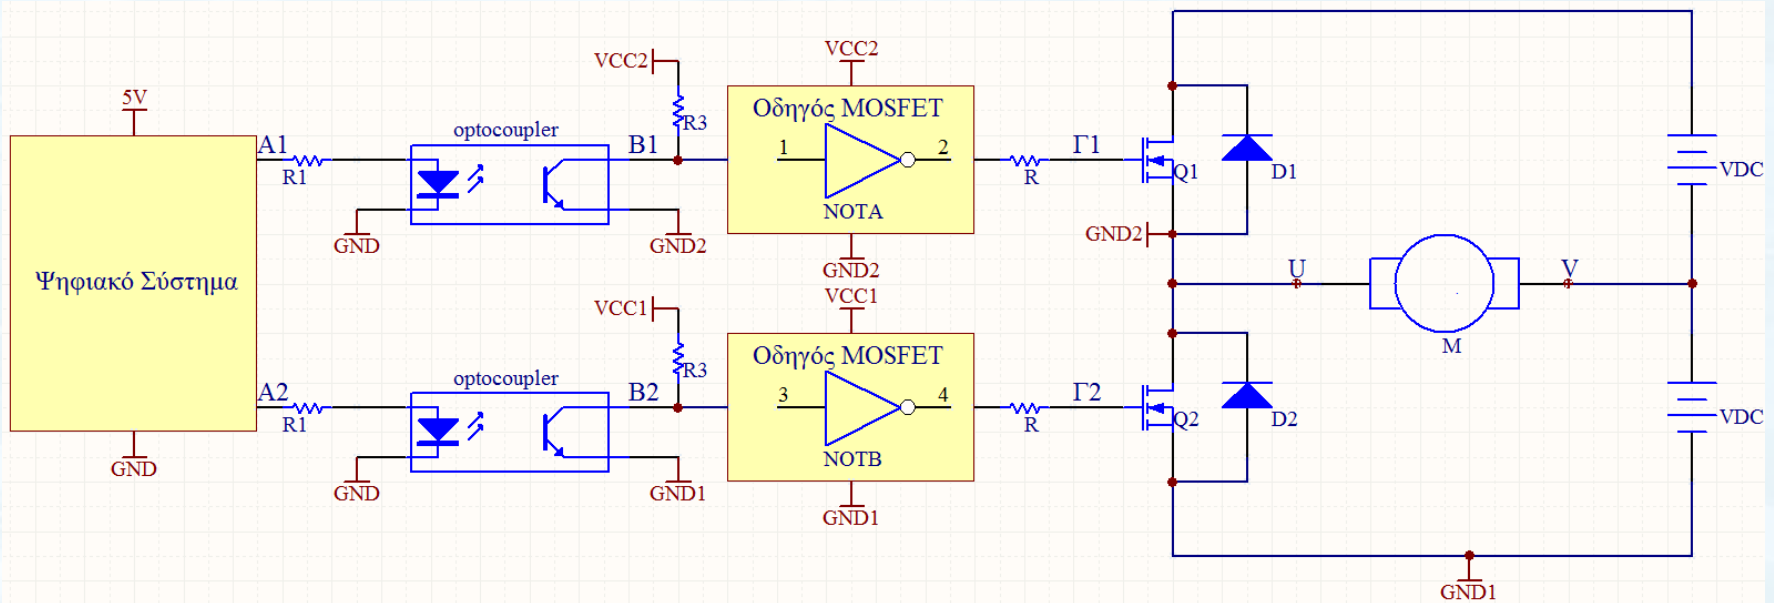 5V
Ψηφιακό Σύστημα
GND
A1
R1
optocoupler
GND
VCC2
R3
B1
GND2
VCC2
Οδηγός MOSFET
1
2
NOTA
GND2
R
Γ1
Q1
D1
GND2
VDC
A2
R1
optocoupler
GND
VCC1
R3
B2
GND1
VCC1
Οδηγός MOSFET
3
4
NOTB
GND1
R
Γ2
Q2
D2
U
V
M
VDC
GND1